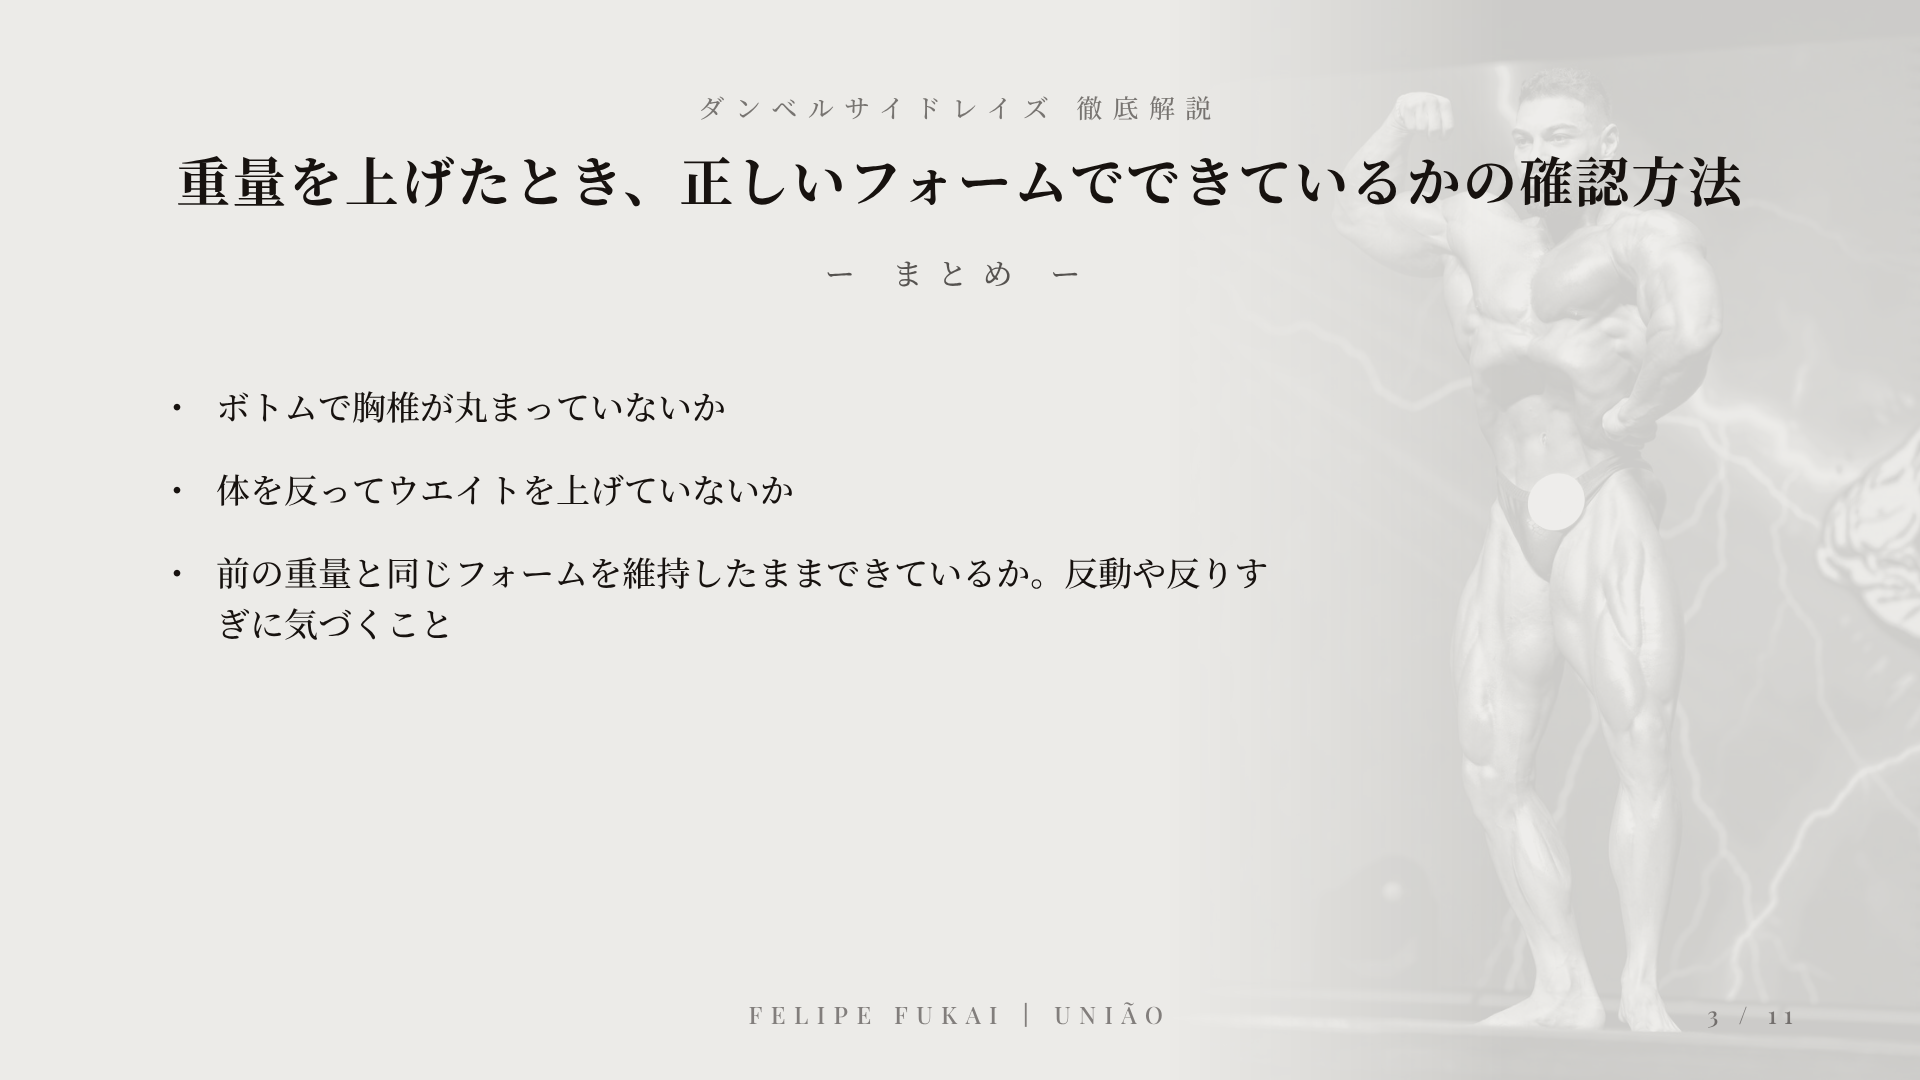 ダンベルサイドレイズ 徹底解説
重量を上げたとき、正しいフォームでできているかの確認方法
ー まとめ ー
・ ボトムで胸椎が丸まっていないか
・ 体を反ってウエイトを上げていないか
・ 前の重量と同じフォームを維持したままできているか。反動や反りす
ぎに気づくこと
FELIPE FUKAI | UNIÃO
3 / 11